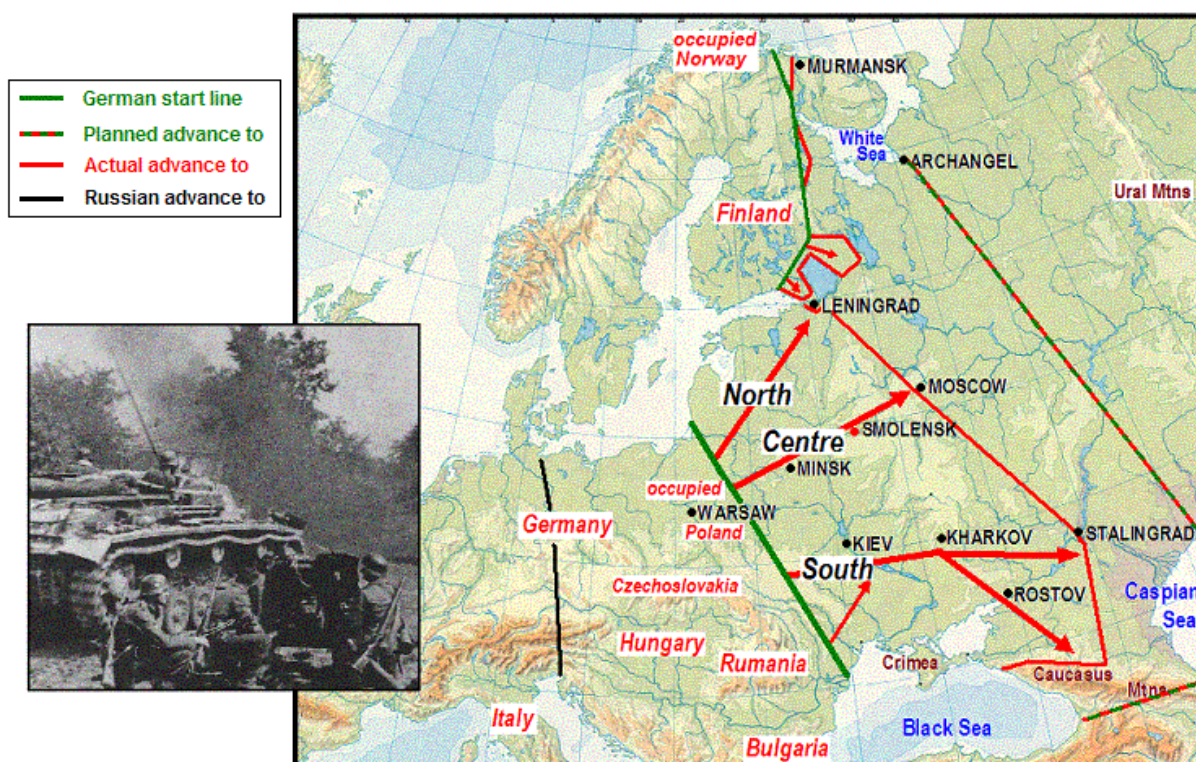 German start line
Planned advance to
Actual advance to
Russian advance to
occupied
Norway
MURMANSK
White
Sea
ARCHANGEL
Ural Mtns
Finland
LENINGRAD
MOSCOW
North
Centre
SMOLENSK
MINSK
occupied
WARSAW
Poland
Germany
KIEV
KHARKOV
STALINGRAD
South
Czechoslovakia
ROSTOV
Caspian
Sea
Hungary
Rumania
Crimea
Caucasus
Mtns
Italy
Black Sea
Bulgaria